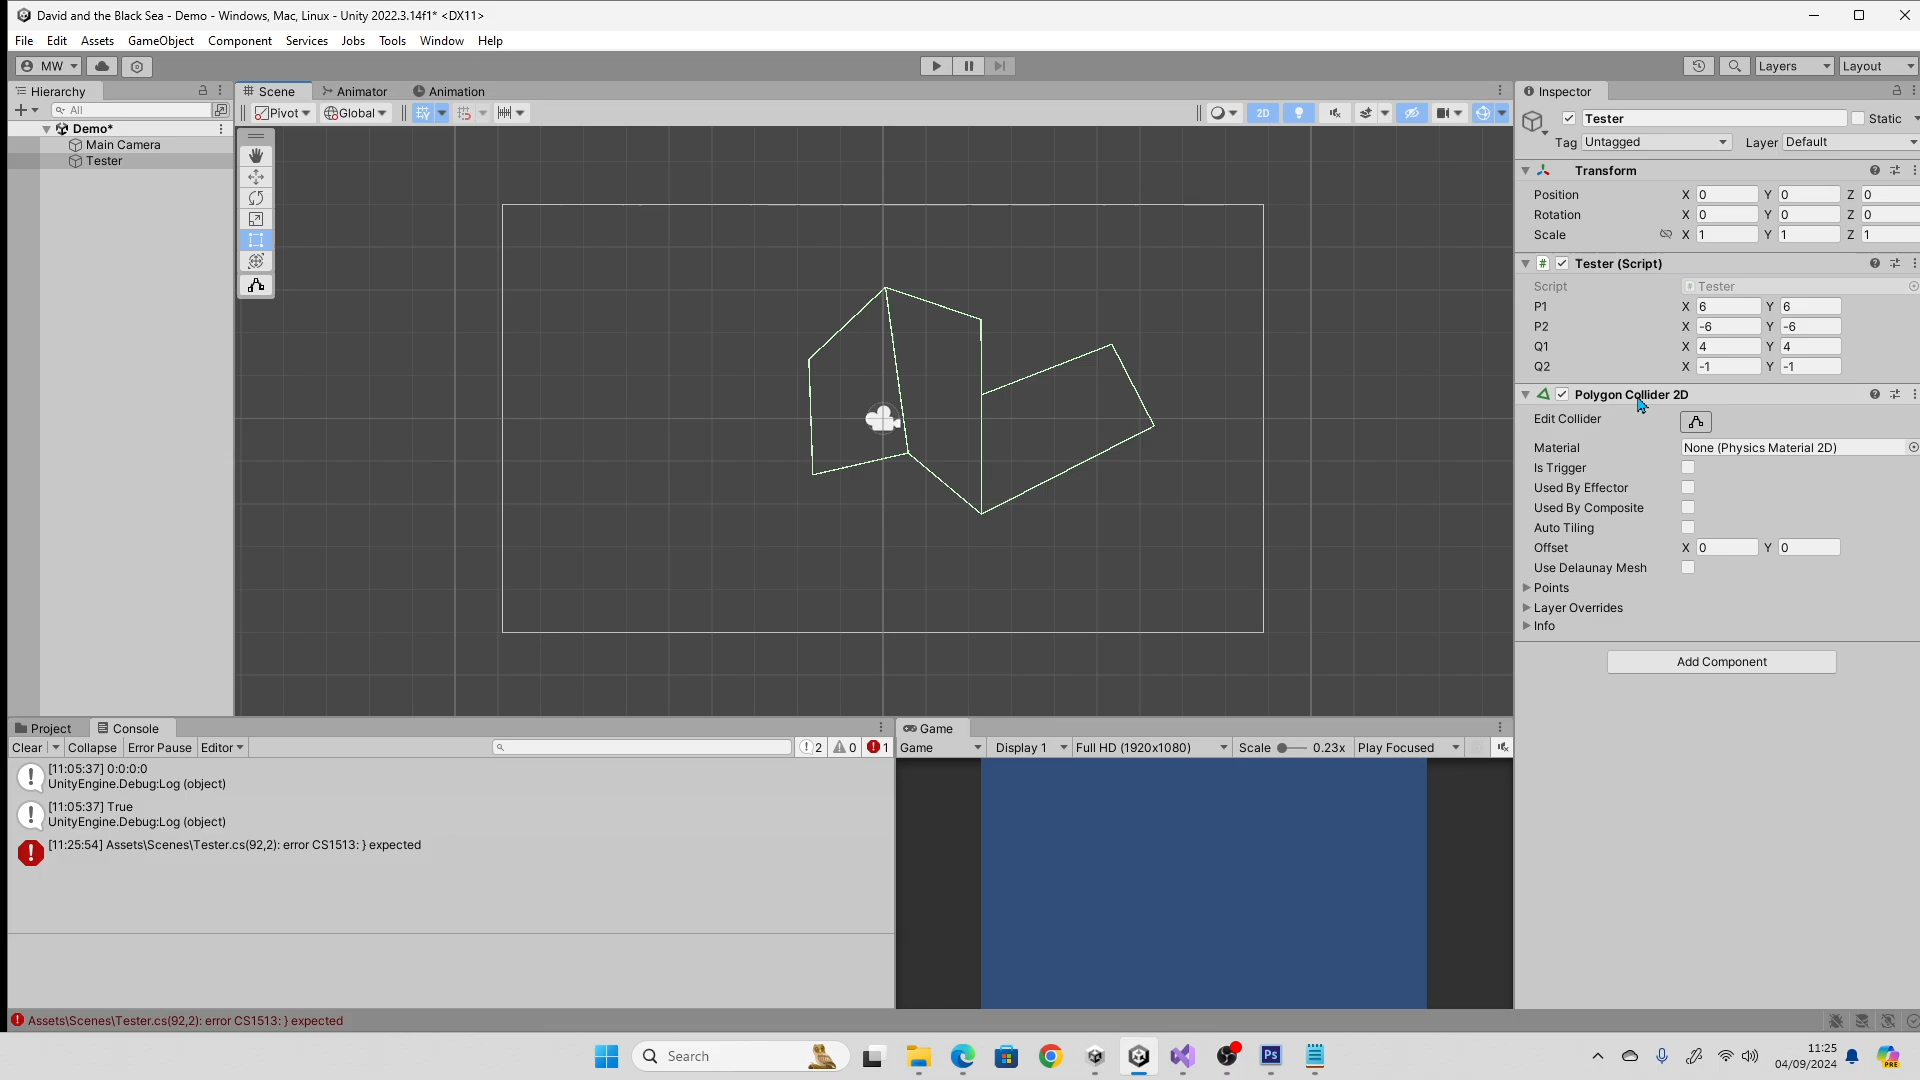 David and the Black Sea - Demo - Windows, Mac, Linux - Unity 2022.3.14f1* <DX11>
File Edit Assets GameObject Component Services Jobs Tools Window Help
MW Layers Layout
Hierarchy
All
Demo*
Main Camera
Tester
Scene Animator Animation
Pivot Global 2D
Inspector
Tester Static
Tag Untagged Layer Default
Transform
Position X 0 Y 0 Z 0
Rotation X 0 Y 0 Z 0
Scale X 1 Y 1 Z 1
# Tester (Script)
Script # Tester
P1 X 6 Y 6
P2 X -6 Y -6
Q1 X 4 Y 4
Q2 X -1 Y -1
Polygon Collider 2D
Edit Collider
Material None (Physics Material 2D)
Is Trigger
Used By Effector
Used By Composite
Auto Tiling
Offset X 0 Y 0
Use Delaunay Mesh
Points
Layer Overrides
Info
Add Component
Project Console
Clear Collapse Error Pause Editor 2 0 1
[11:05:37] 0:0:0:0
UnityEngine.Debug:Log (object)
[11:05:37] True
UnityEngine.Debug:Log (object)
[11:25:54] Assets\Scenes\Tester.cs(92,2): error CS1513: } expected
Game
Game Display 1 Full HD (1920x1080) Scale 0.23x Play Focused
Assets\Scenes\Tester.cs(92,2): error CS1513: } expected
Search
Ps
11:25
04/09/2024
PRE